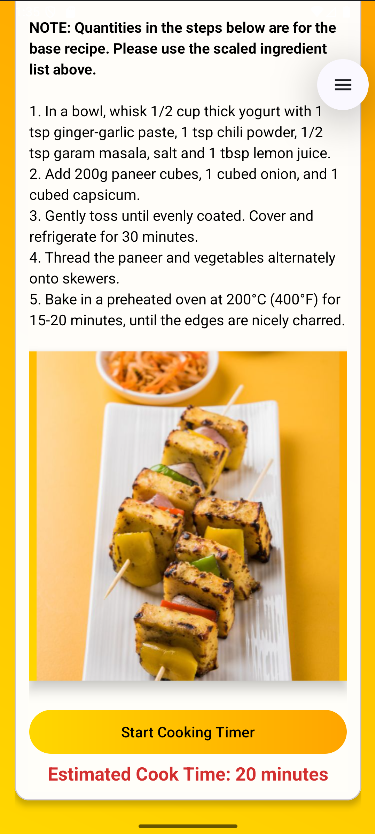 NOTE: Quantities in the steps below are for the
base recipe. Please use the scaled ingredient
list above.
1. In a bowl, whisk 1/2 cup thick yogurt with 1
tsp ginger-garlic paste, 1 tsp chili powder, 1/2
tsp garam masala, salt and 1 tbsp lemon juice.
2. Add 200g paneer cubes, 1 cubed onion, and 1
cubed capsicum.
3. Gently toss until evenly coated. Cover and
refrigerate for 30 minutes.
4. Thread the paneer and vegetables alternately
onto skewers.
5. Bake in a preheated oven at 200°C (400°F) for
15-20 minutes, until the edges are nicely charred.
Start Cooking Timer
Estimated Cook Time: 20 minutes